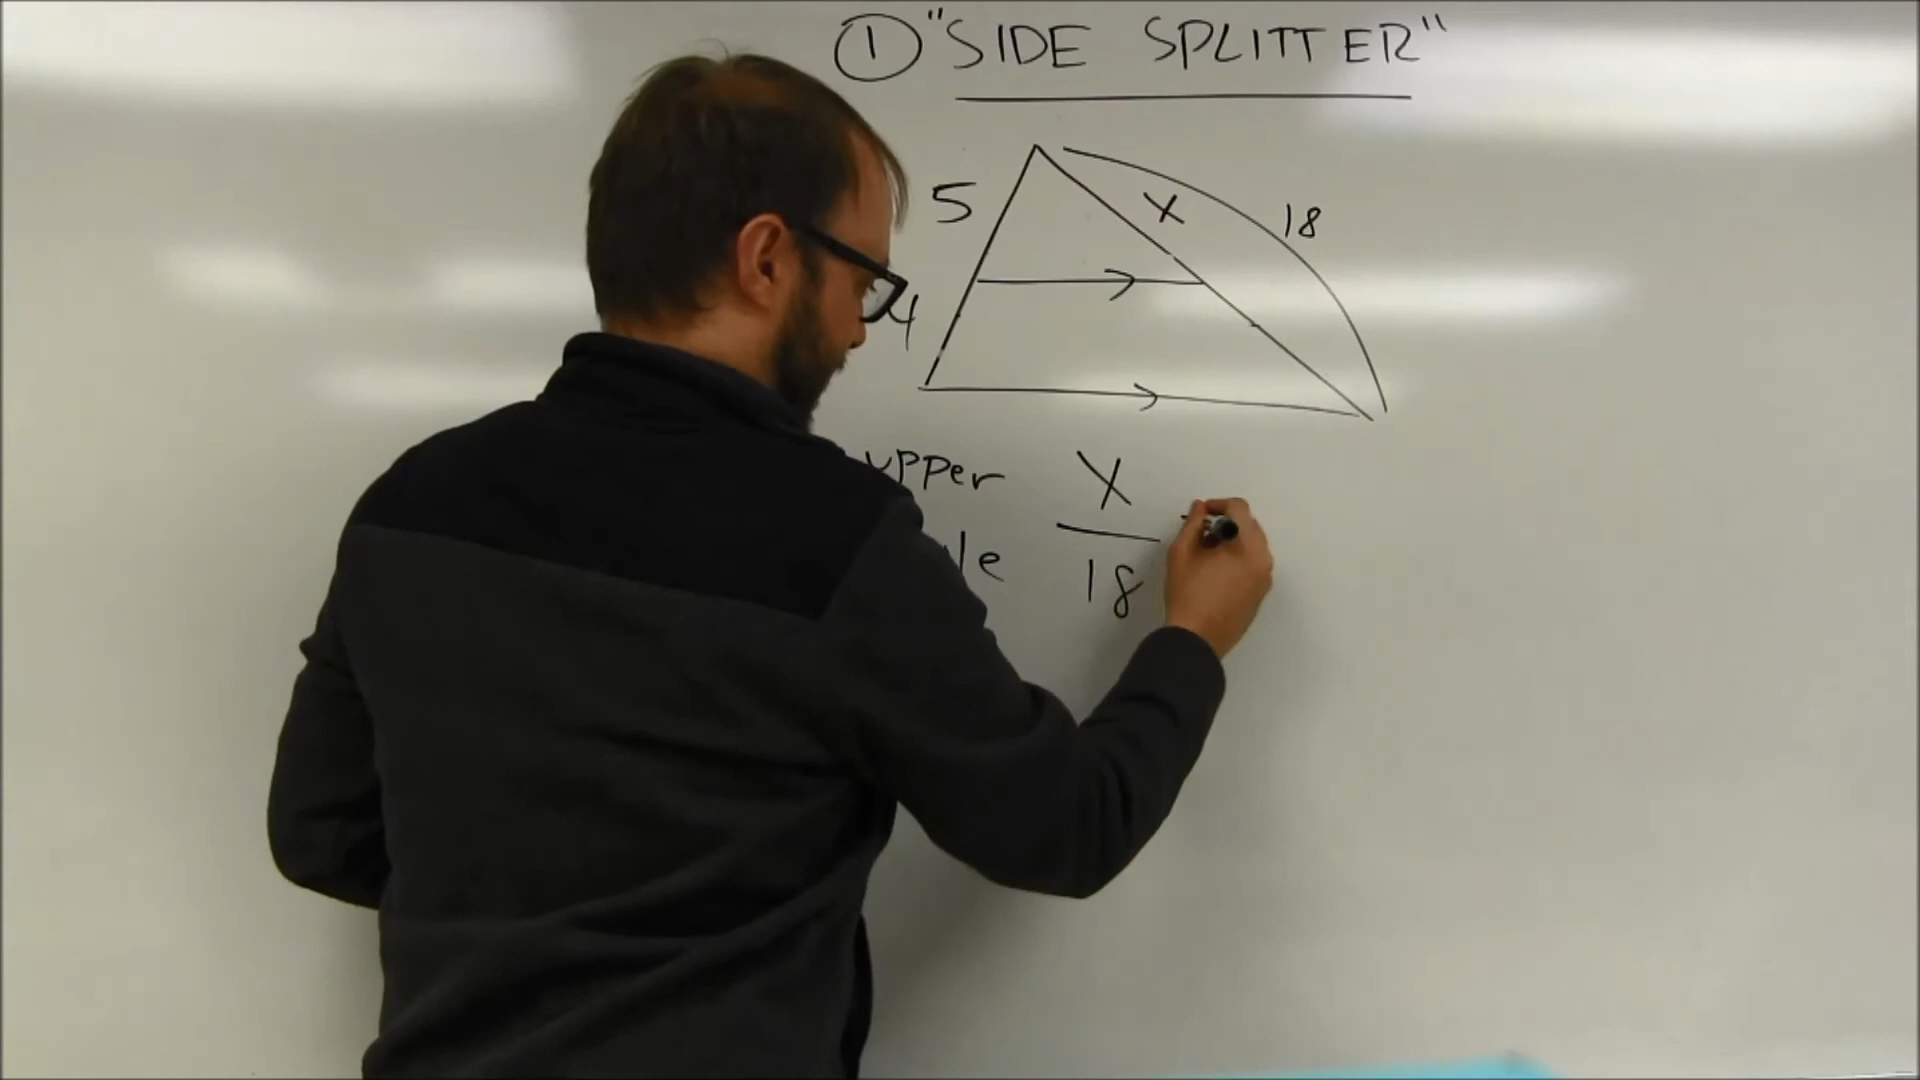 ① "SIDE SPLITTER"
5
X
18
4
upper X
18